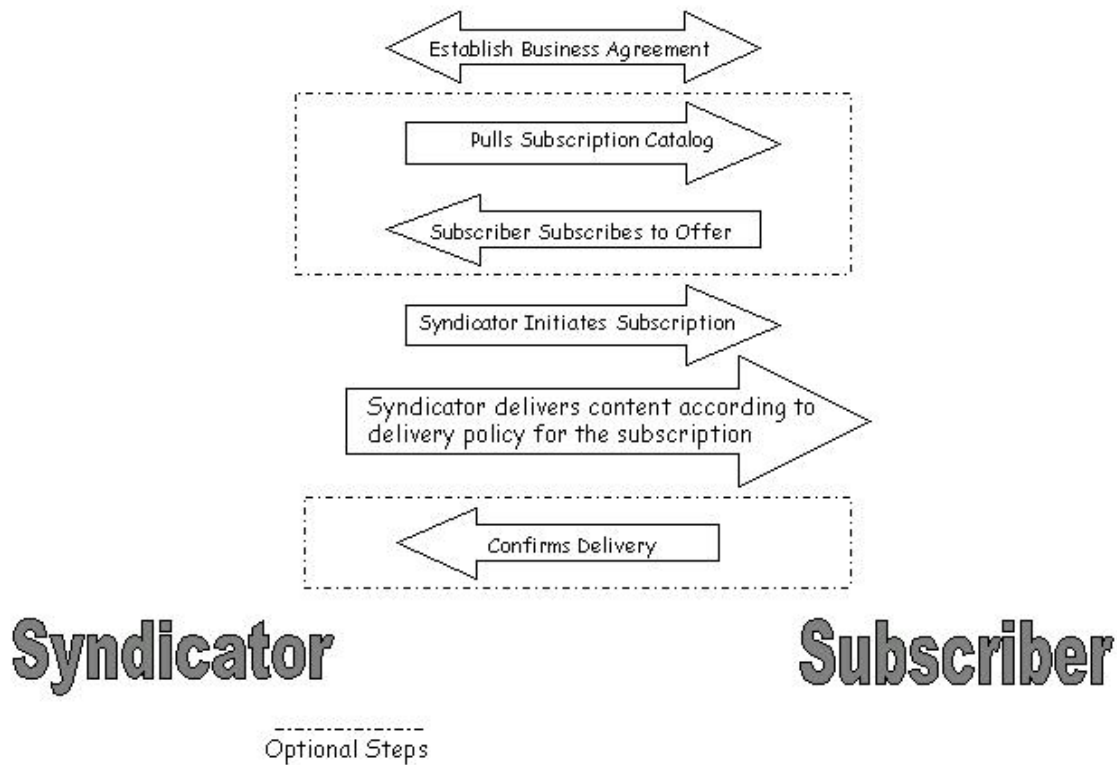 Establish Business Agreement
Pulls Subscription Catalog
Subscriber Subscribes to Offer
Syndicator Initiates Subscription
Syndicator delivers content according to
delivery policy for the subscription
Confirms Delivery
Syndicator
Subscriber
Optional Steps